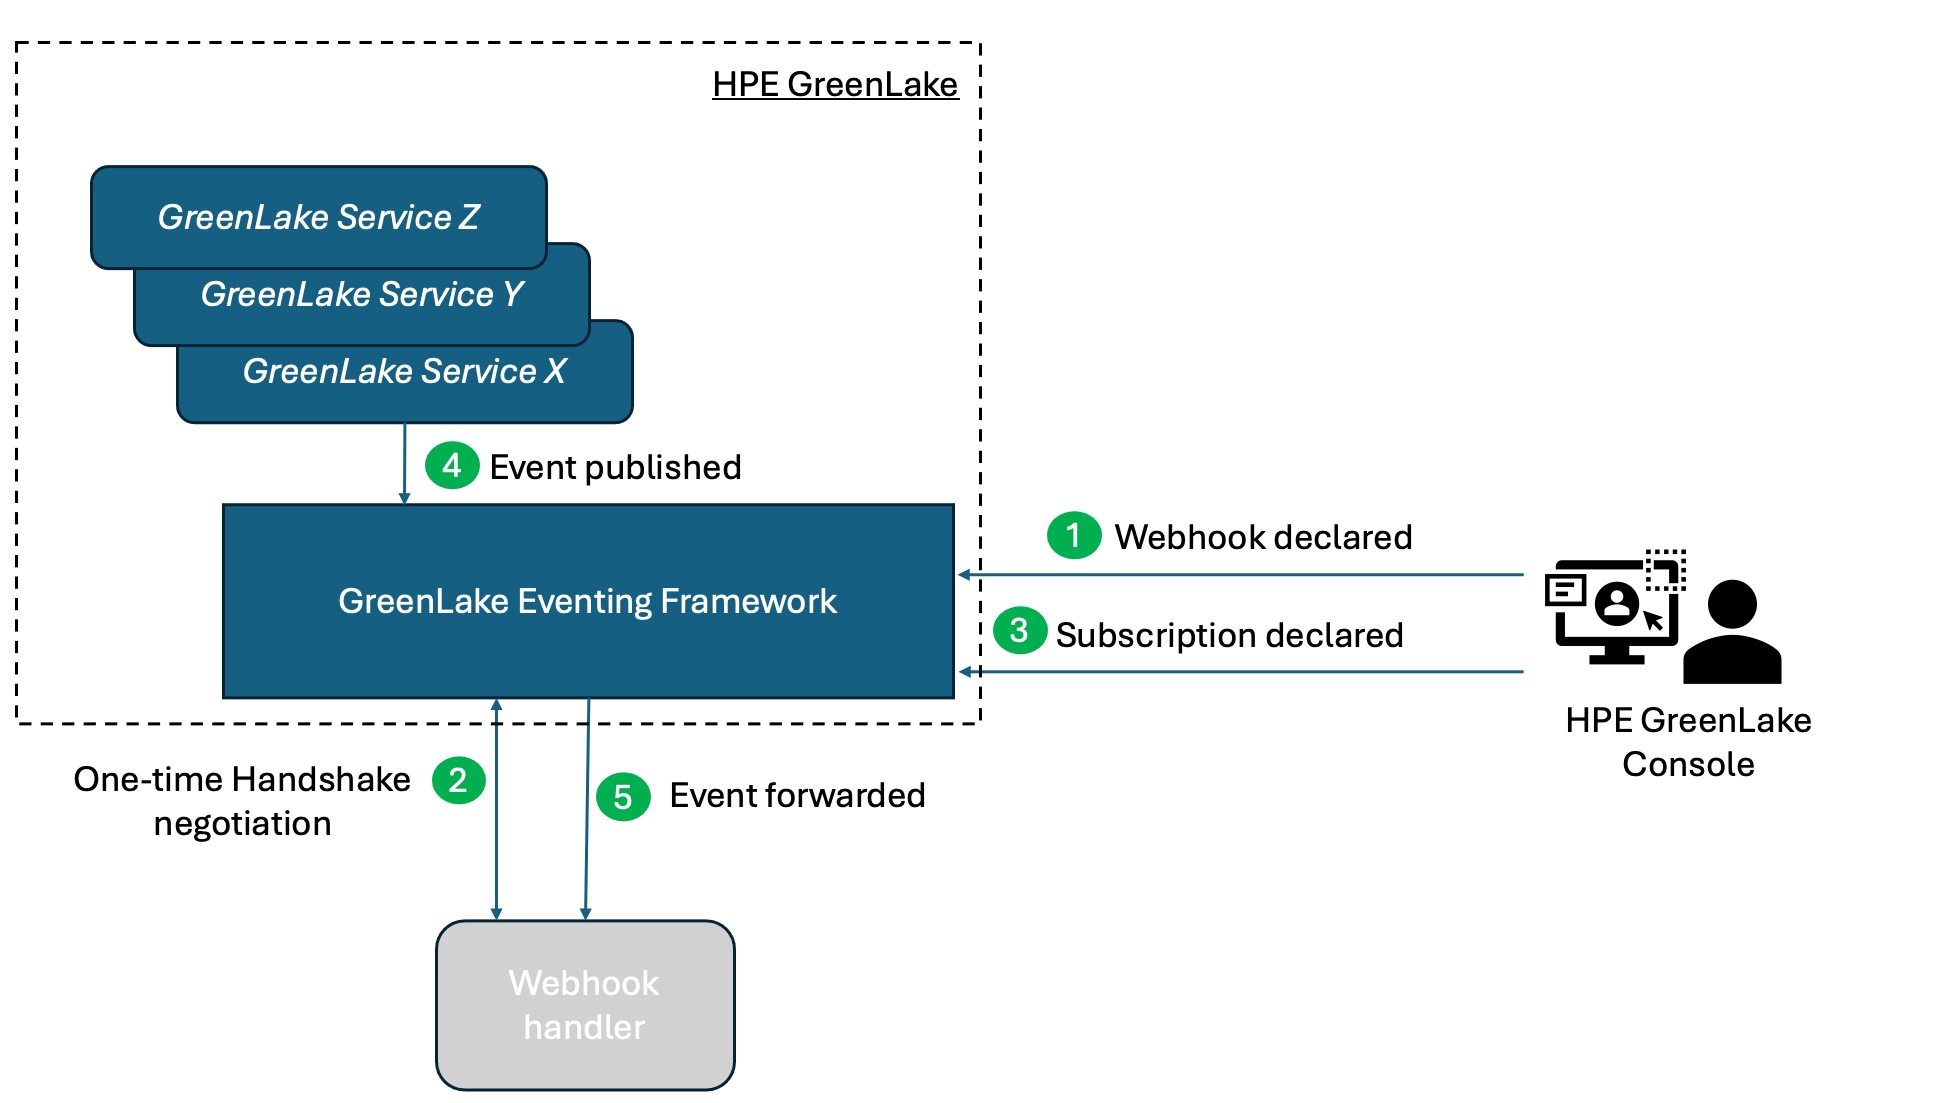 HPE GreenLake
GreenLake Service Z
GreenLake Service Y
GreenLake Service X
4 Event published
GreenLake Eventing Framework
1 Webhook declared
3 Subscription declared
HPE GreenLake
Console
One-time Handshake
negotiation
2
5 Event forwarded
Webhook
handler